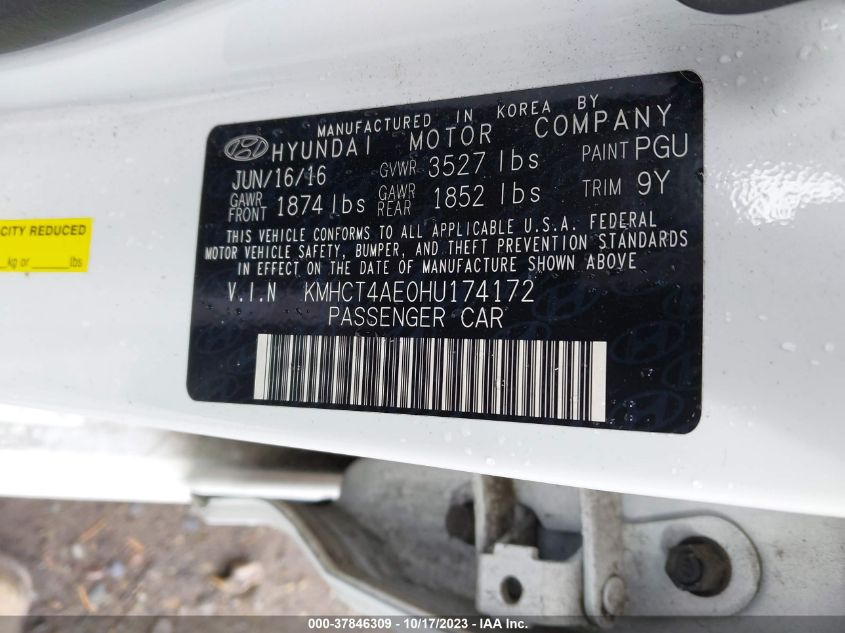 MANUFACTURED IN KOREA BY
HYUNDAI MOTOR COMPANY
JUN/16/16 GVWR 3527 lbs PAINT PGU
GAWR FRONT 1874 lbs GAWR REAR 1852 lbs TRIM 9Y
THIS VEHICLE CONFORMS TO ALL APPLICABLE U.S.A. FEDERAL
MOTOR VEHICLE SAFETY, BUMPER, AND THEFT PREVENTION STANDARDS
IN EFFECT ON THE DATE OF MANUFACTURE SHOWN ABOVE
V.I.N KMHCT4AE0HU174172
PASSENGER CAR
CITY REDUCED
kg or lbs
000-37846309 - 10/17/2023 - IAA Inc.